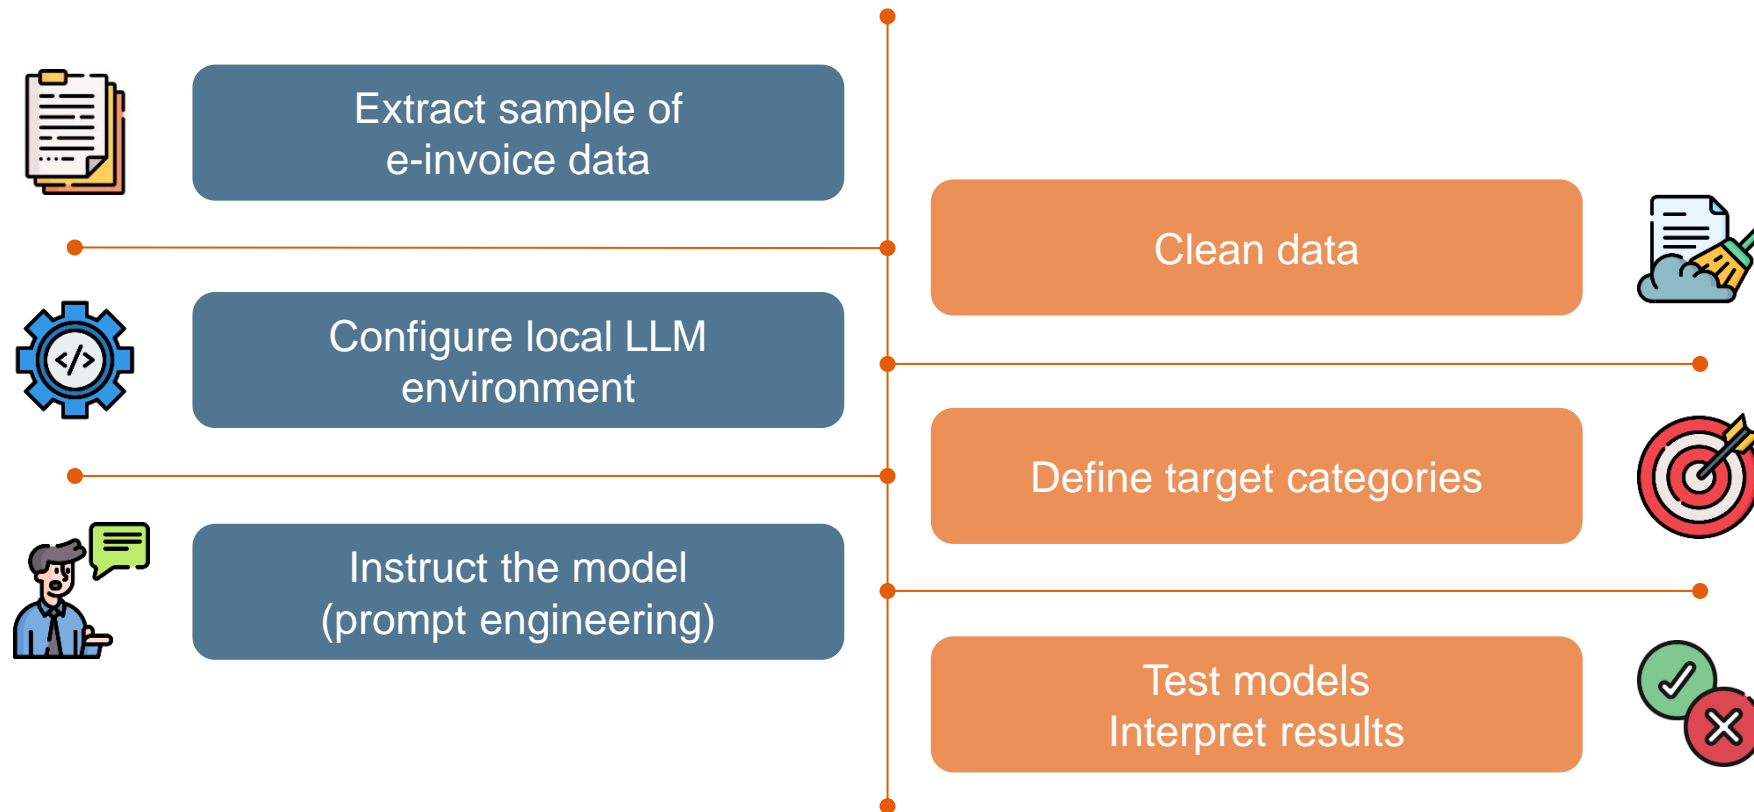 Extract sample of
e-invoice data
Clean data
Configure local LLM
environment
</>
Define target categories
Instruct the model
(prompt engineering)
Test models
Interpret results